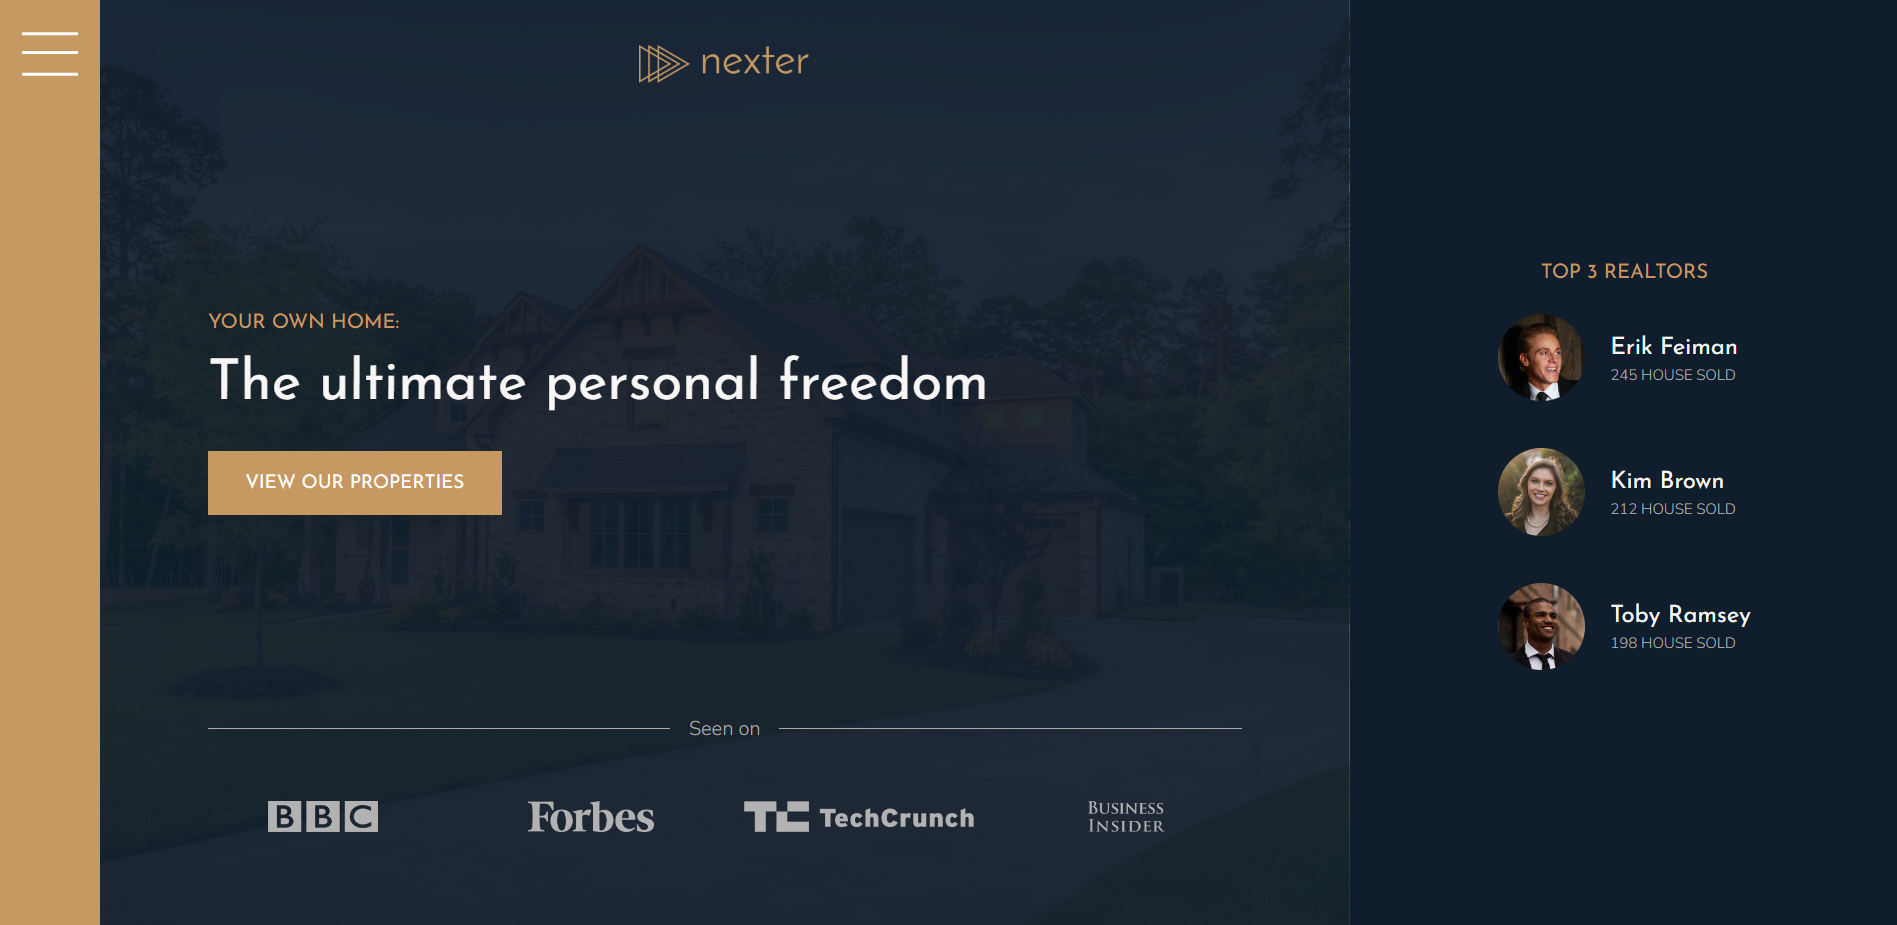 nexter
YOUR OWN HOME:
The ultimate personal freedom
VIEW OUR PROPERTIES
Seen on
BBC
Forbes
TC TechCrunch
BUSINESS
INSIDER
TOP 3 REALTORS
Erik Feiman
245 HOUSE SOLD
Kim Brown
212 HOUSE SOLD
Toby Ramsey
198 HOUSE SOLD